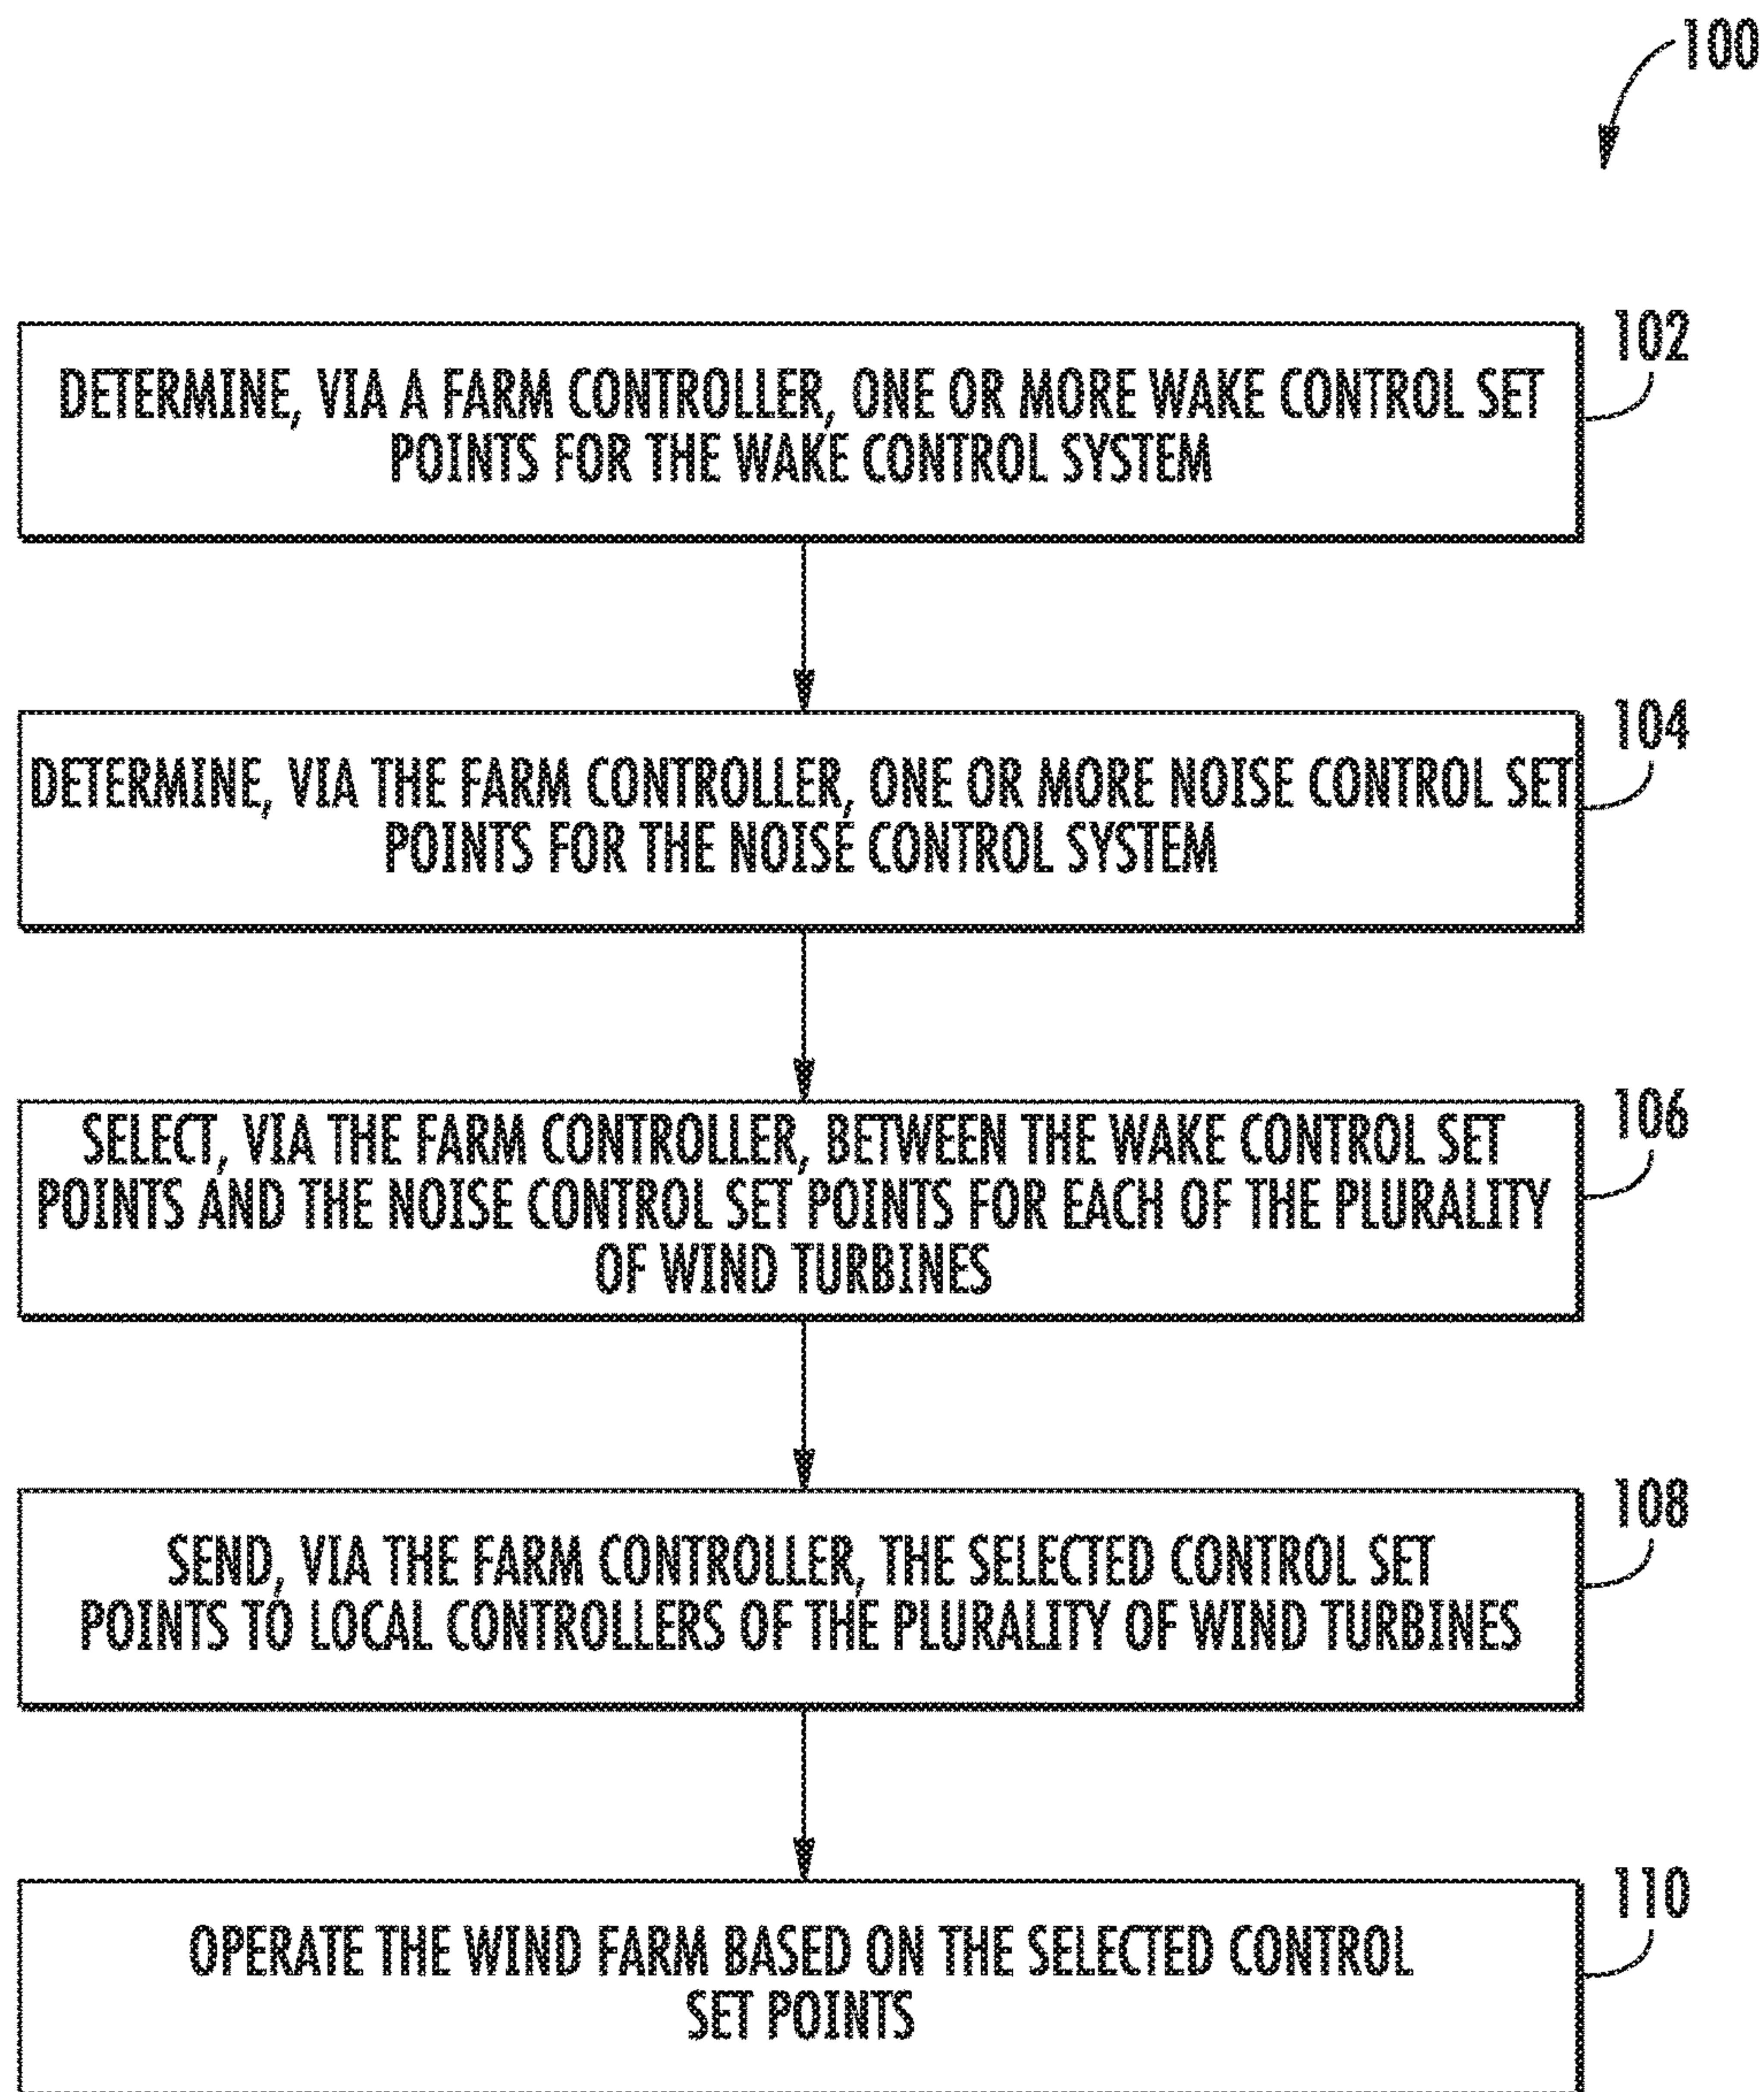 100
102
DETERMINE, VIA A FARM CONTROLLER, ONE OR MORE WAKE CONTROL SET
POINTS FOR THE WAKE CONTROL SYSTEM
104
DETERMINE, VIA THE FARM CONTROLLER, ONE OR MORE NOISE CONTROL SET
POINTS FOR THE NOISE CONTROL SYSTEM
106
SELECT, VIA THE FARM CONTROLLER, BETWEEN THE WAKE CONTROL SET
POINTS AND THE NOISE CONTROL SET POINTS FOR EACH OF THE PLURALITY
OF WIND TURBINES
108
SEND, VIA THE FARM CONTROLLER, THE SELECTED CONTROL SET
POINTS TO LOCAL CONTROLLERS OF THE PLURALITY OF WIND TURBINES
110
OPERATE THE WIND FARM BASED ON THE SELECTED CONTROL
SET POINTS